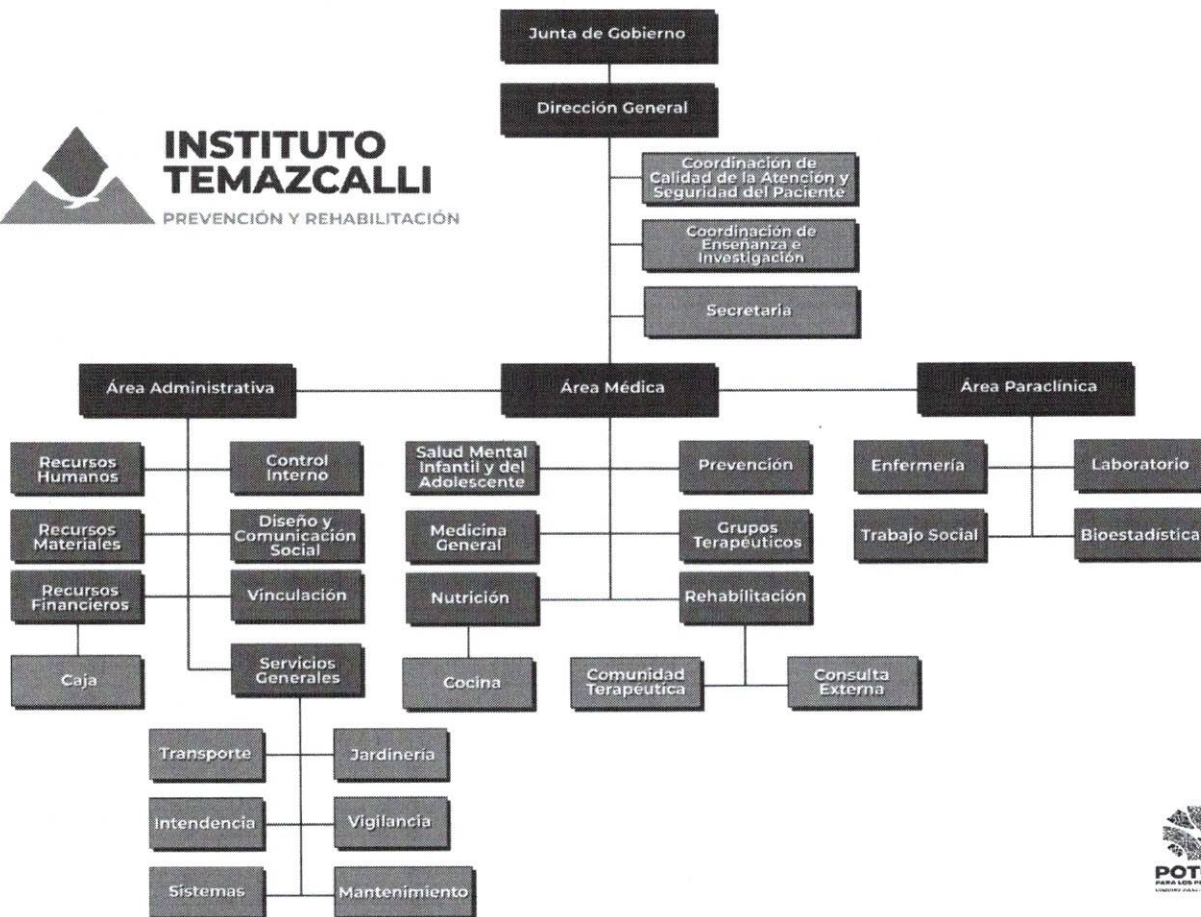 Junta de Gobierno
Dirección General
INSTITUTO
TEMAZCALLI
PREVENCIÓN Y REHABILITACIÓN
Coordinación de
Calidad de la Atención y
Seguridad del Paciente
Coordinación de
Enseñanza e
Investigación
Secretaria
Área Administrativa
Área Médica
Área Paraclínica
Recursos
Humanos
Control
Interno
Salud Mental
Infantil y del
Adolescente
Prevención
Enfermería
Laboratorio
Recursos
Materiales
Diseño y
Comunicación
Social
Medicina
General
Grupos
Terapéuticos
Trabajo Social
Bioestadística
Recursos
Financieros
Vinculación
Nutrición
Rehabilitación
Caja
Servicios
Generales
Cocina
Comunidad
Terapéutica
Consulta
Externa
Transporte
Jardinería
Intendencia
Vigilancia
Sistemas
Mantenimiento